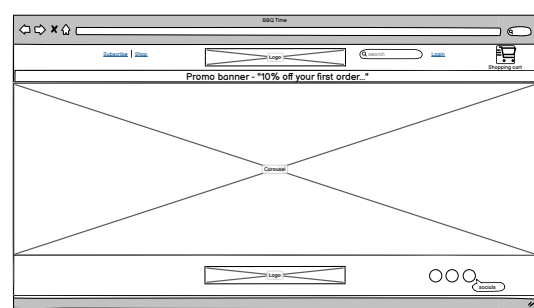 BBQ Time
Subscribe | Shop
Logo
search
Login
Shopping cart
Promo banner - "10% off your first order..."
Carousel
Logo
socials